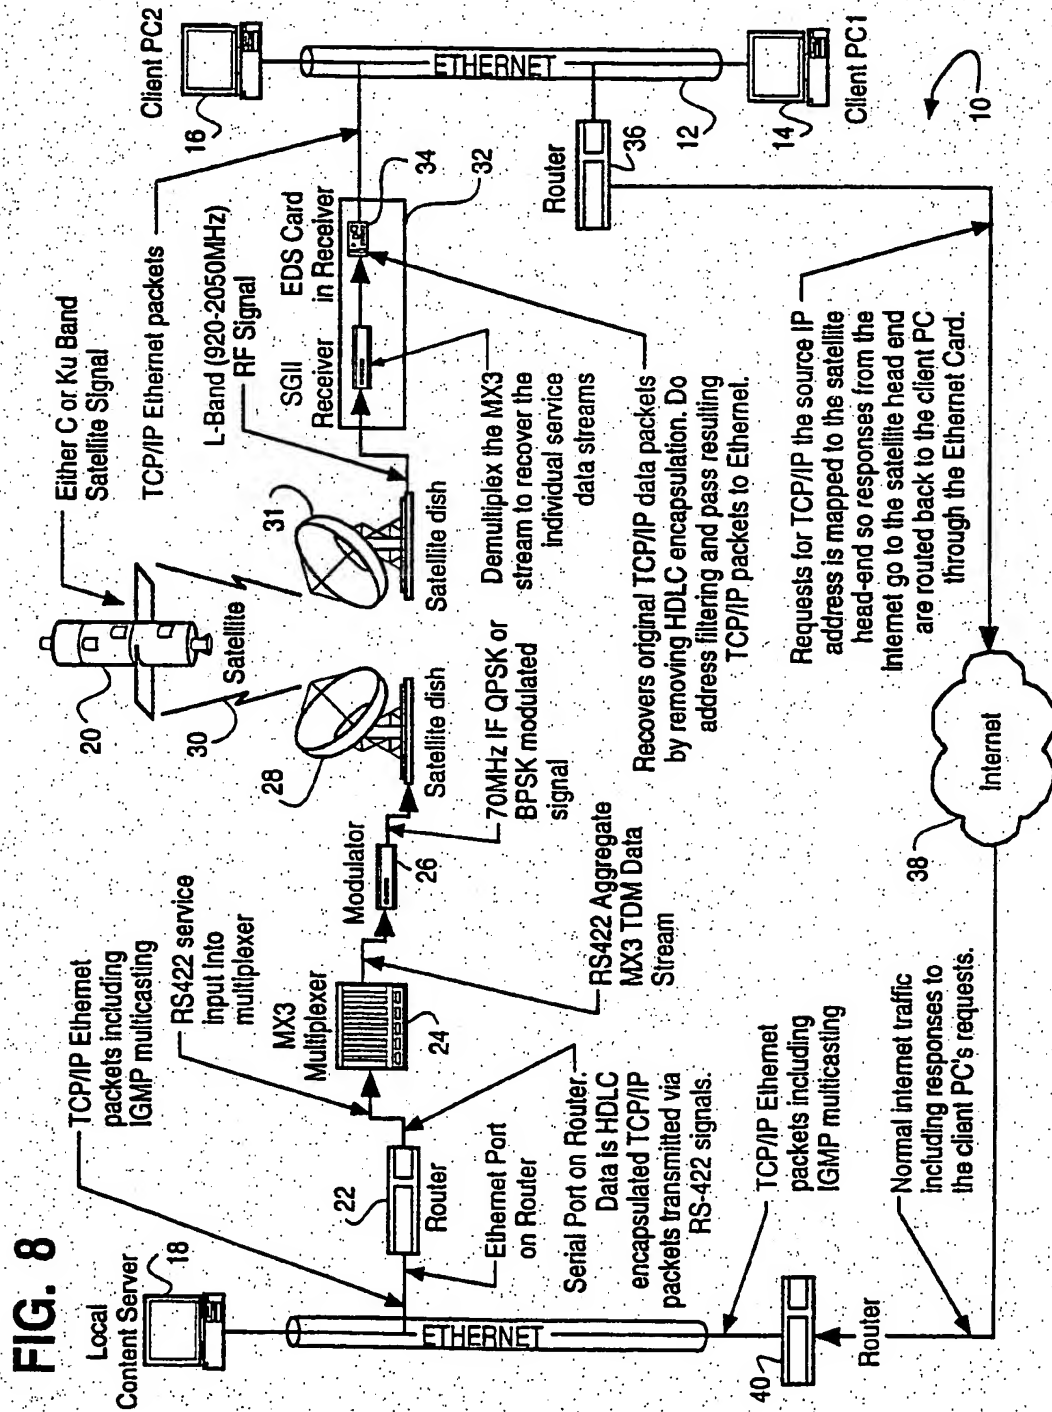 FIG. 8
Local
Content Server
18
TCP/IP Ethernet
packets including
IGMP multicasting
RS422 service
input into
multiplexer
ETHERNET
22
Router
Ethernet Port
on Router
Serial Port on Router.
Data is HDLC
encapsulated TCP/IP
packets transmitted via
RS-422 signals.
MX3
Multiplexer
24
Modulator
26
RS422 Aggregate
MX3 TDM Data
Stream
70MHz IF QPSK or
BPSK modulated
signal
20
Satellite
30
28
Satellite dish
Either C or Ku Band
Satellite Signal
31
Satellite dish
TCP/IP Ethernet packets
L-Band (920-2050MHz)
RF Signal
SGII
Receiver
EDS Card
in Receiver
34
32
Demultiplex the MX3
stream to recover the
individual service
data streams
Recovers original TCP/IP data packets
by removing HDLC encapsulation. Do
address filtering and pass resulting
TCP/IP packets to Ethernet.
Client PC2
16
ETHERNET
Router
36
12
14
Client PC1
10
Requests for TCP/IP the source IP
address is mapped to the satellite
head-end so responses from the
Internet go to the satellite head end
are routed back to the client PC
through the Ethernet Card.
Internet
38
TCP/IP Ethernet
packets including
IGMP multicasting
40
Router
Normal internet traffic
including responses to
the client PC's requests.